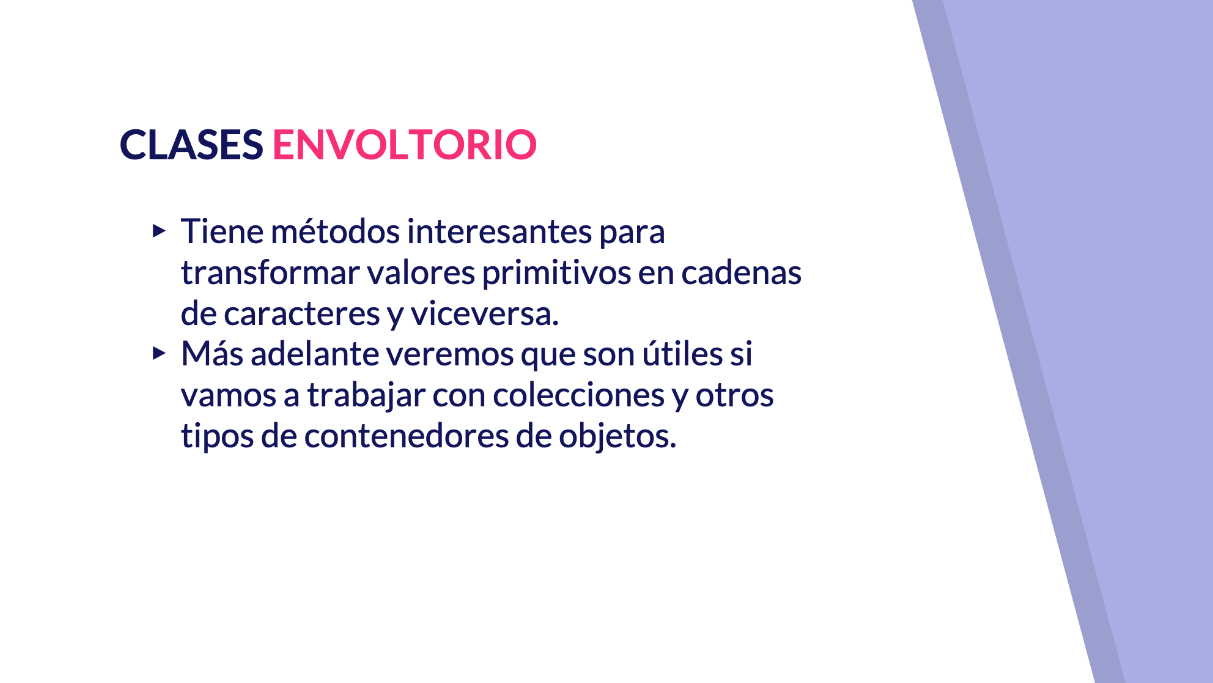 CLASES ENVOLTORIO
▸ Tiene métodos interesantes para
transformar valores primitivos en cadenas
de caracteres y viceversa.
▸ Más adelante veremos que son útiles si
vamos a trabajar con colecciones y otros
tipos de contenedores de objetos.